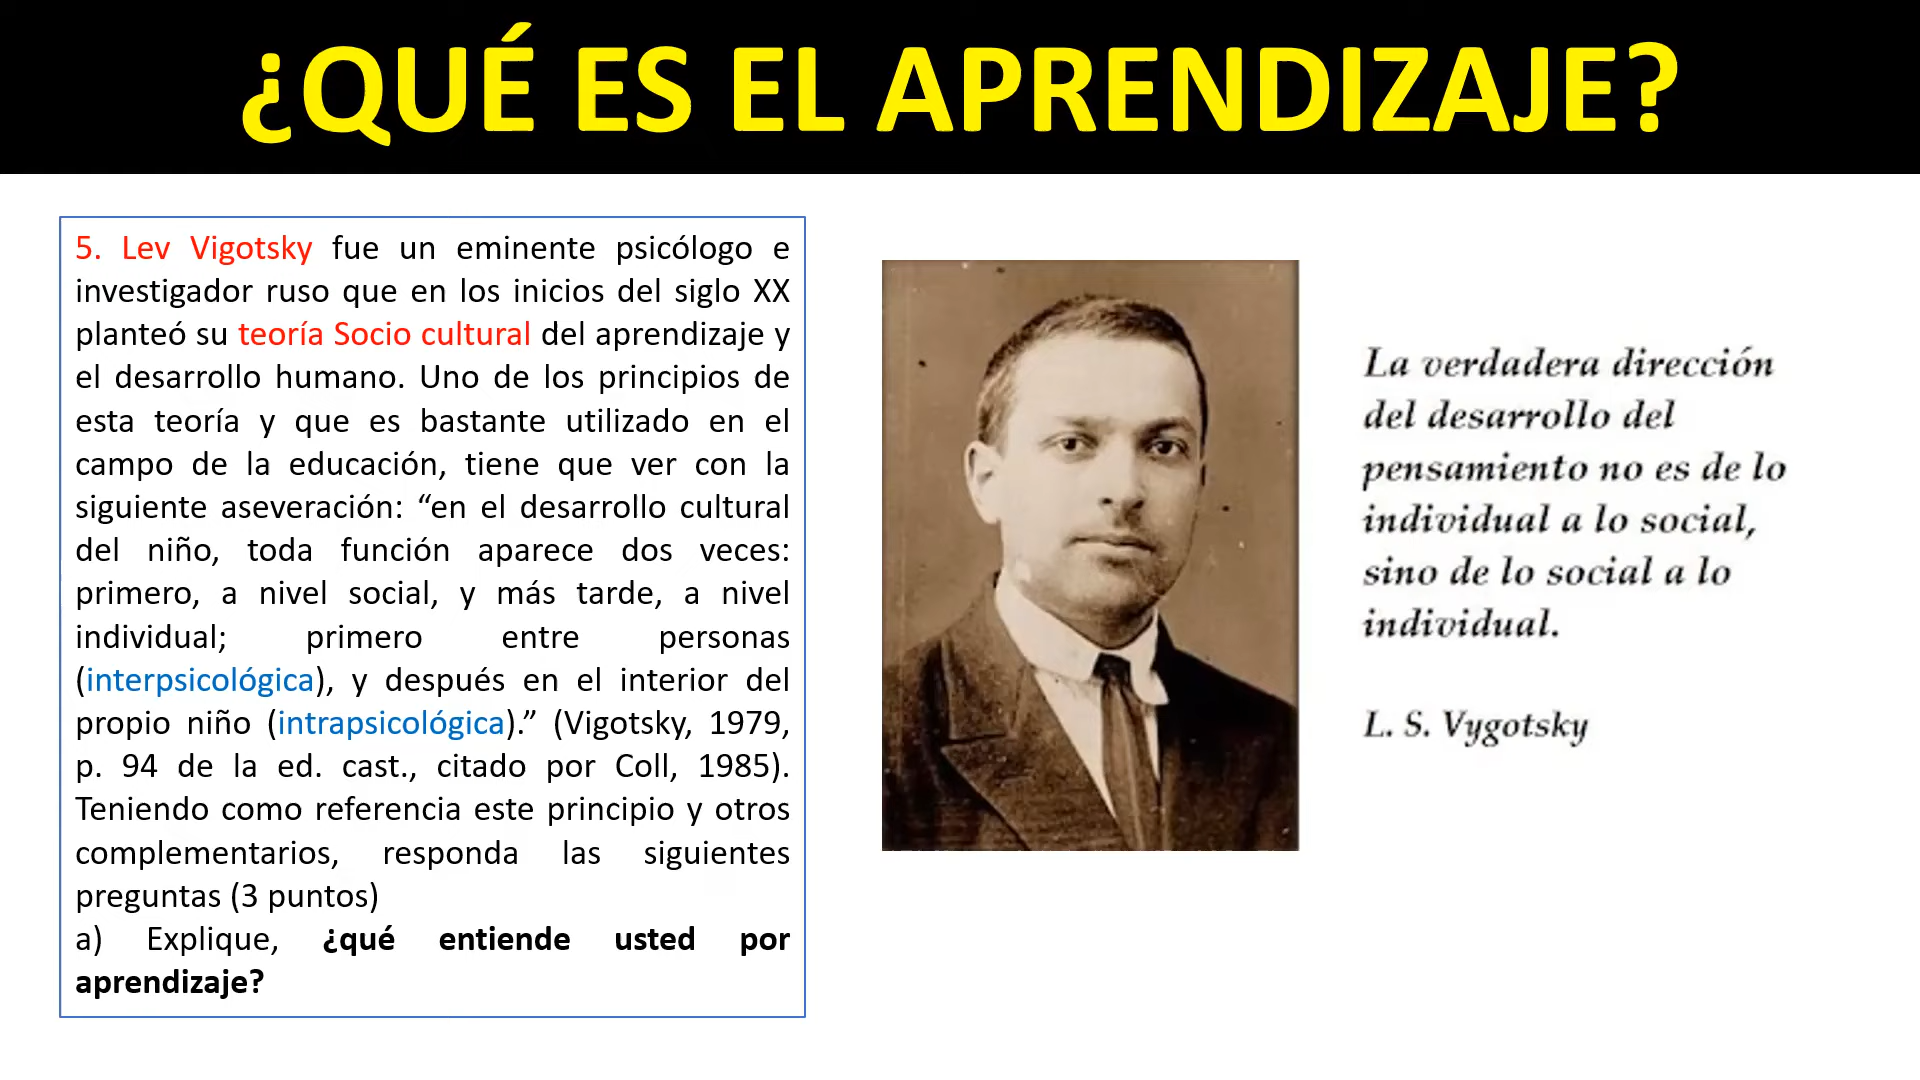 ¿QUÉ ES EL APRENDIZAJE?
5. Lev Vigotsky fue un eminente psicólogo e
investigador ruso que en los inicios del siglo XX
planteó su teoría Socio cultural del aprendizaje y
el desarrollo humano. Uno de los principios de
esta teoría y que es bastante utilizado en el
campo de la educación, tiene que ver con la
siguiente aseveración: “en el desarrollo cultural
del niño, toda función aparece dos veces:
primero, a nivel social, y más tarde, a nivel
individual; primero entre personas
(interpsicológica), y después en el interior del
propio niño (intrapsicológica).” (Vigotsky, 1979,
p. 94 de la ed. cast., citado por Coll, 1985).
Teniendo como referencia este principio y otros
complementarios, responda las siguientes
preguntas (3 puntos)
a) Explique, ¿qué entiende usted por
aprendizaje?
La verdadera dirección
del desarrollo del
pensamiento no es de lo
individual a lo social,
sino de lo social a lo
individual.
L. S. Vygotsky